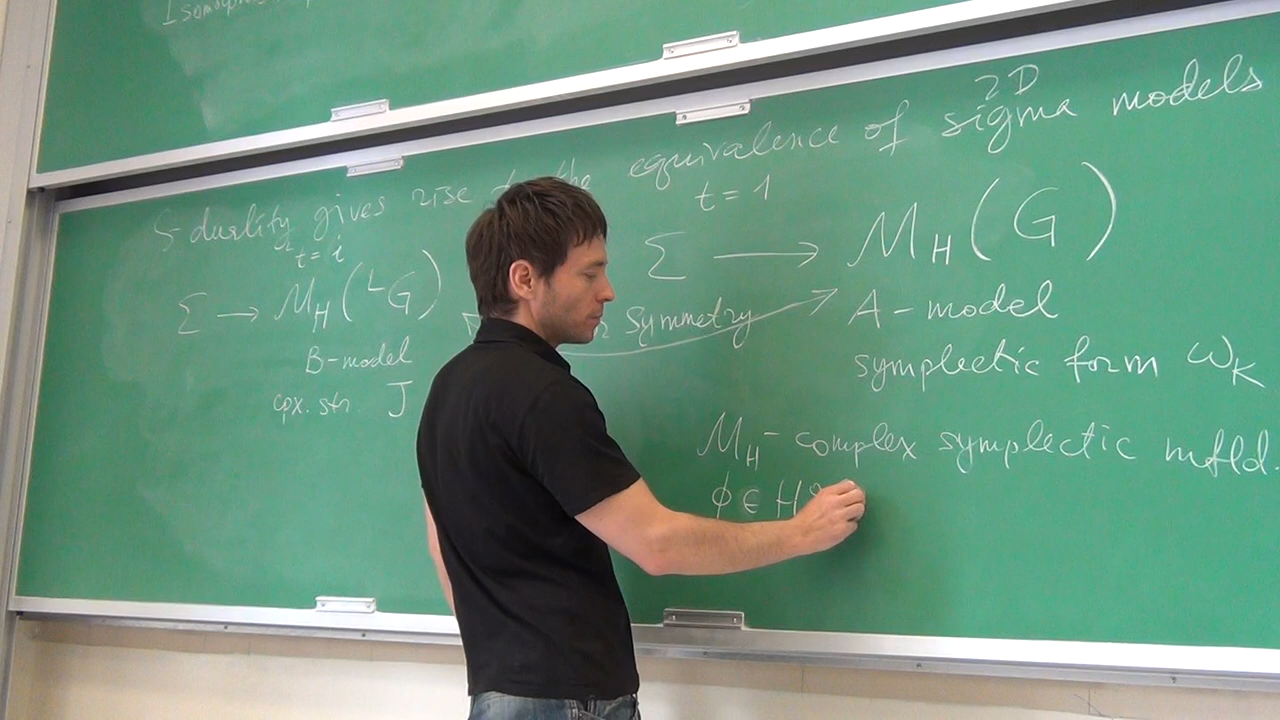 2D
S-duality gives rise the equivalence of sigma models
t = i
t = 1
Σ → M_H(ᴸG)
Σ → M_H(G)
Symmetry
B-model
A-model
cpx. str. J
symplectic form ω_K
M_H - complex symplectic mfld.
ϕ ∈ H⁰